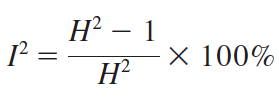 I² = (H² − 1) / H² × 100%